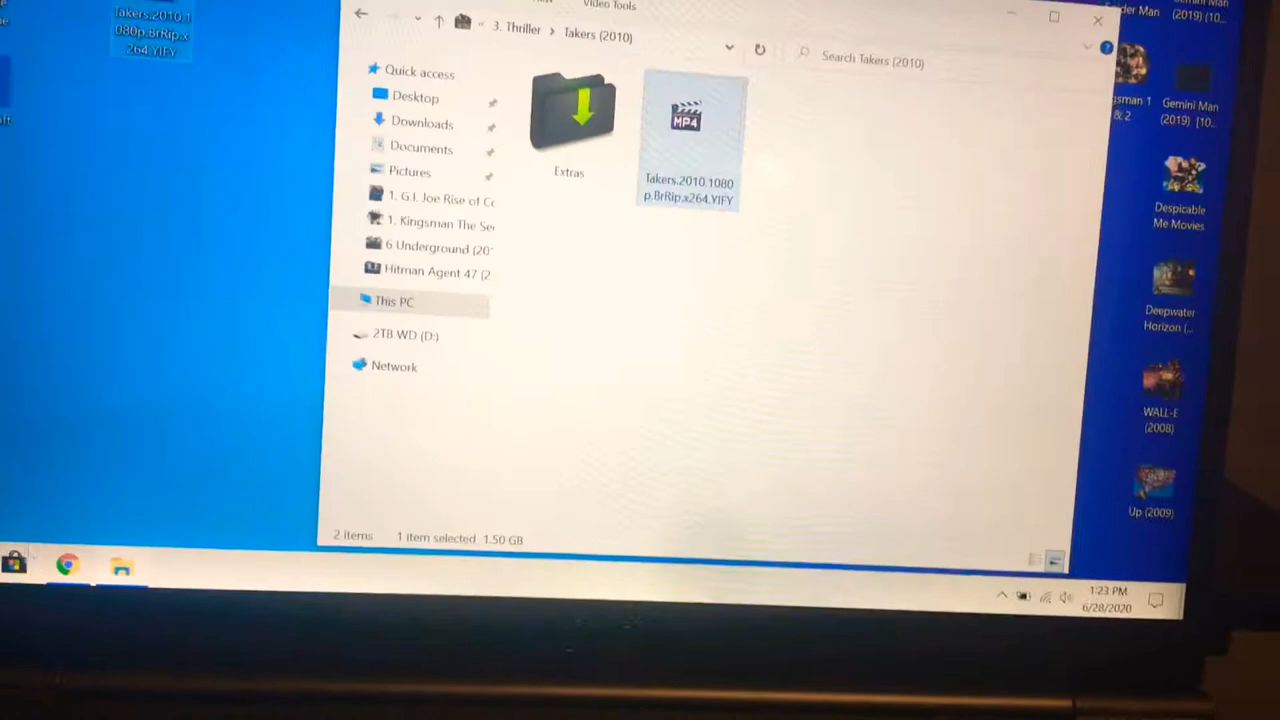 Video Tools
Takers.2010.1
080p.BrRip.x
264.YIFY
« 3. Thriller > Takers (2010)
Search Takers (2010)
Quick access
Desktop
Downloads
Documents
Pictures
1. G.I. Joe Rise of Co
1. Kingsman The Sec
6 Underground (20
Hitman Agent 47 (2
This PC
2TB WD (D:)
Network
MP4
Extras
Takers.2010.1080
p.BrRip.x264.YIFY
2 items 1 item selected 1.50 GB
der Man
(2019) (10...
gsman 1
& 2
Gemini Man
(2019) [10...
Despicable
Me Movies
Deepwater
Horizon (...
WALL-E
(2008)
Up (2009)
1:23 PM
6/28/2020